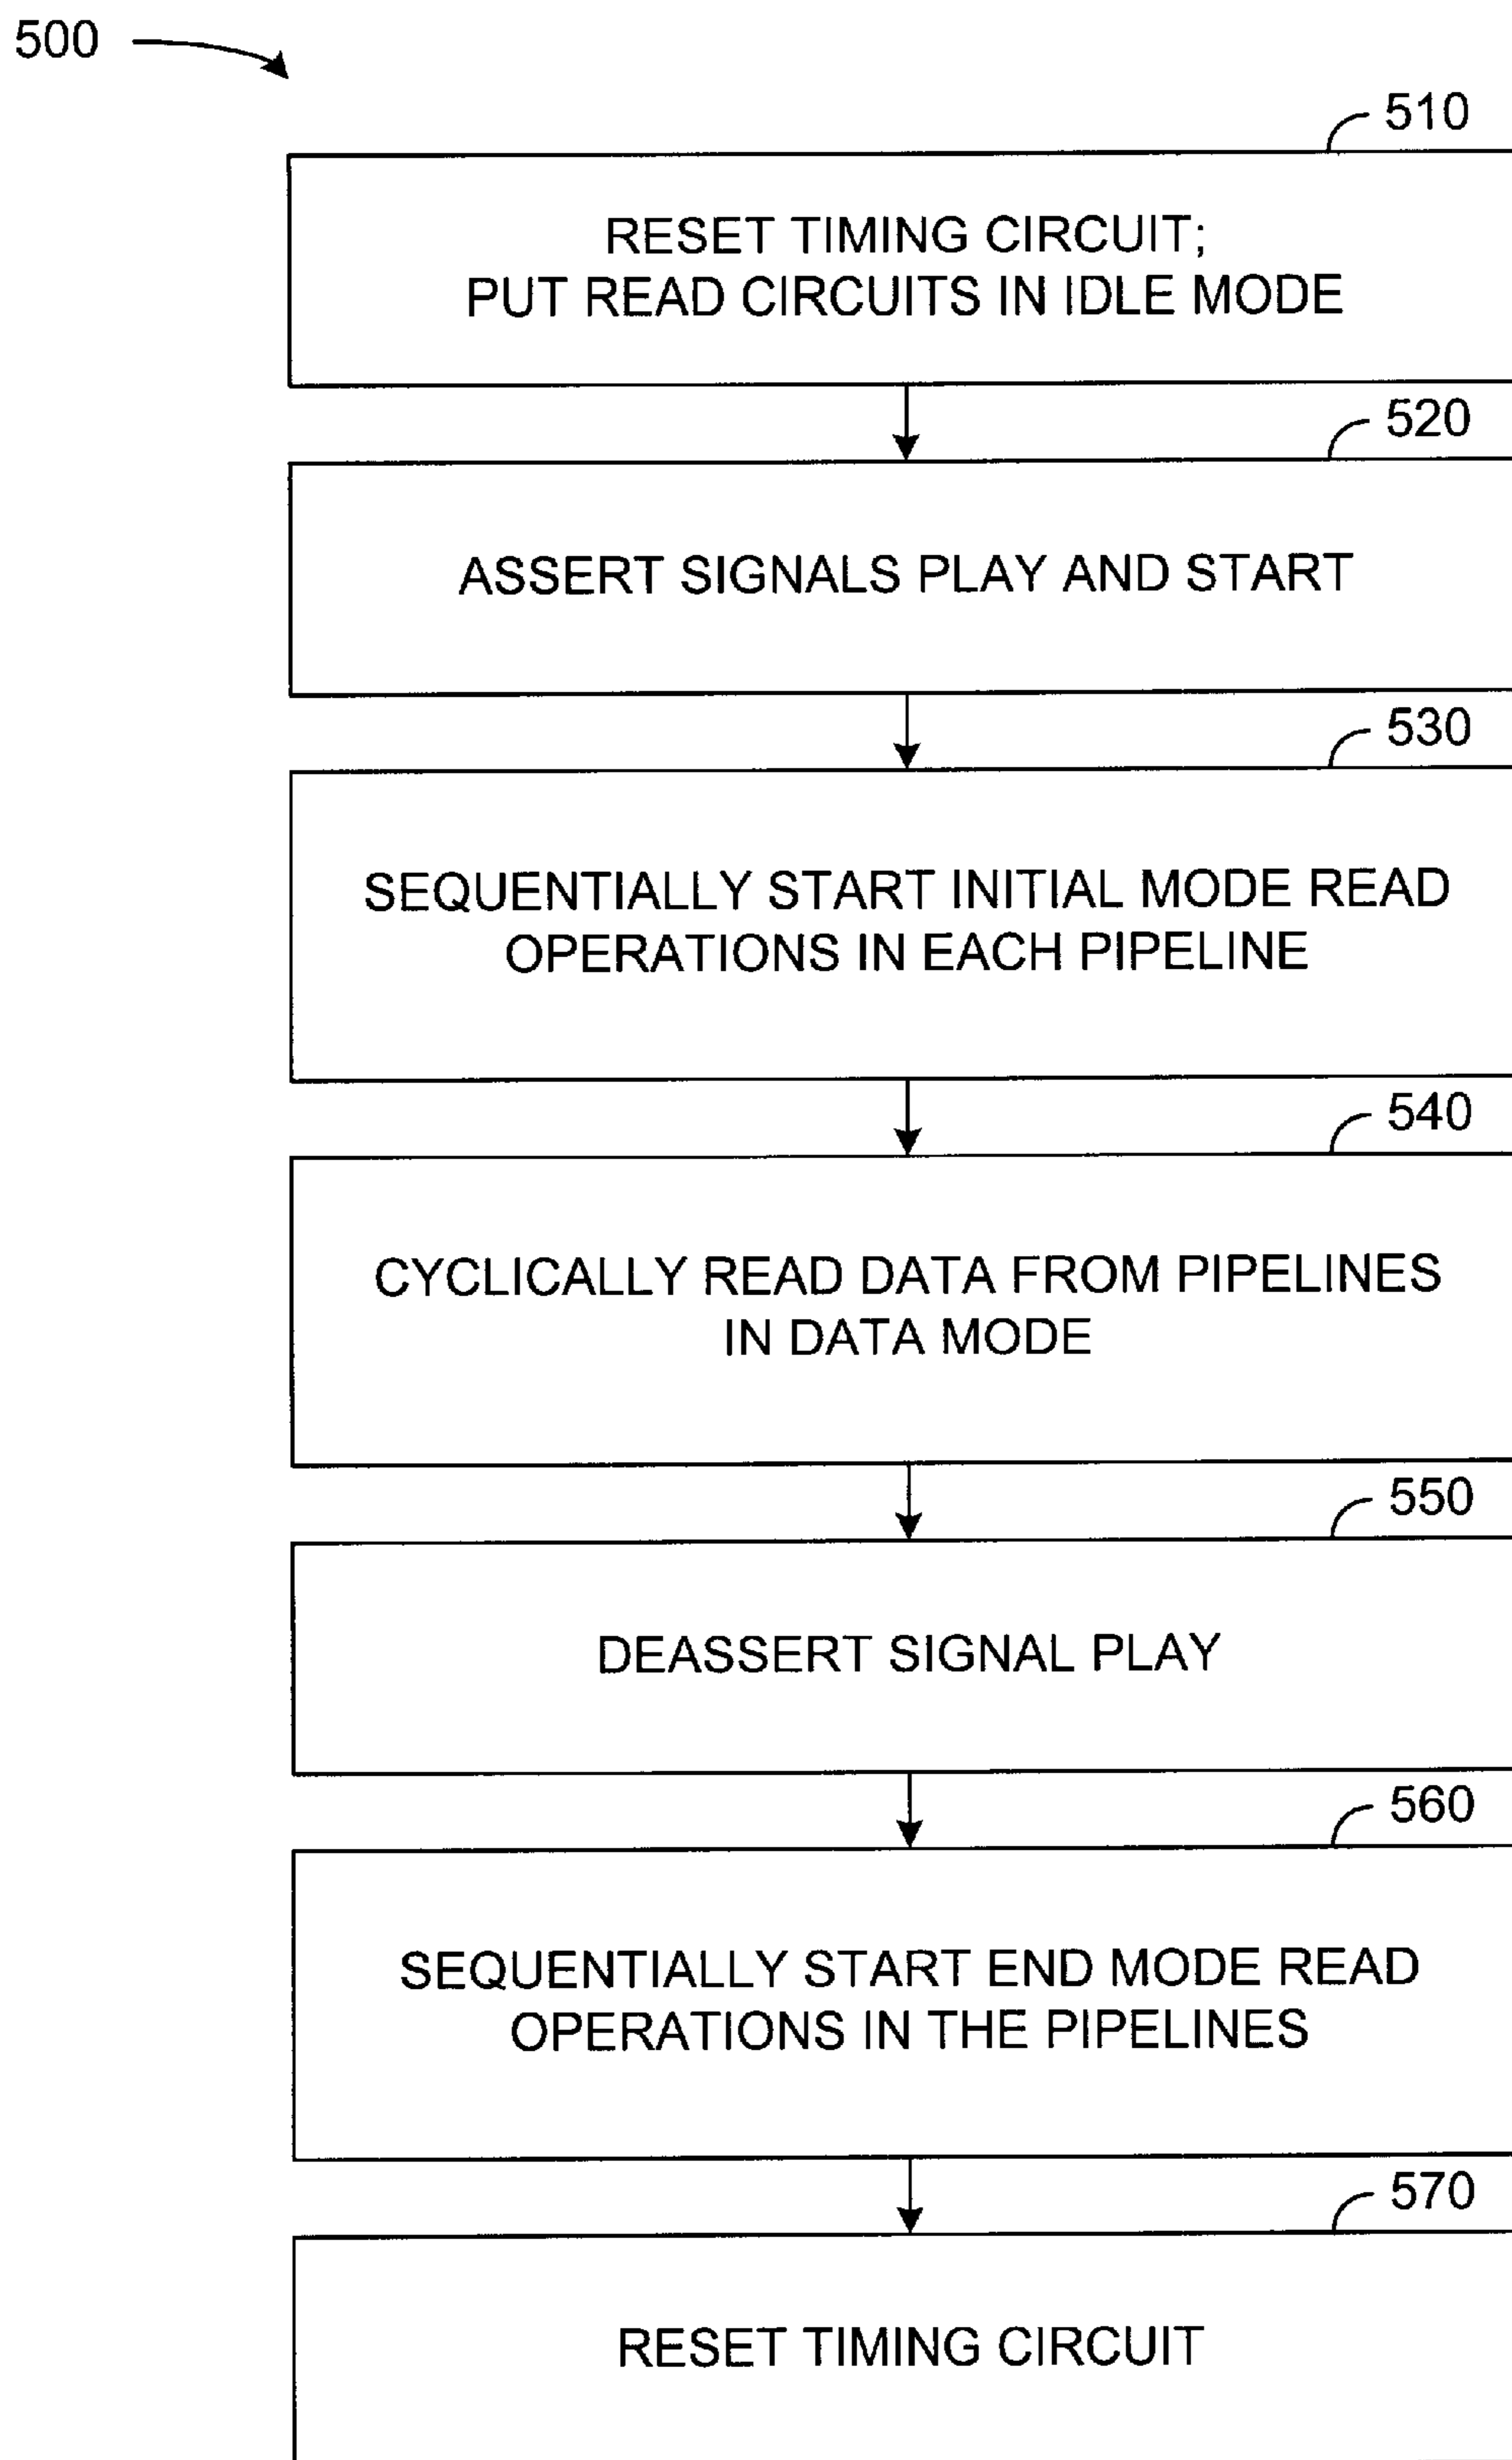 500
510
RESET TIMING CIRCUIT;
PUT READ CIRCUITS IN IDLE MODE
520
ASSERT SIGNALS PLAY AND START
530
SEQUENTIALLY START INITIAL MODE READ
OPERATIONS IN EACH PIPELINE
540
CYCLICALLY READ DATA FROM PIPELINES
IN DATA MODE
550
DEASSERT SIGNAL PLAY
560
SEQUENTIALLY START END MODE READ
OPERATIONS IN THE PIPELINES
570
RESET TIMING CIRCUIT